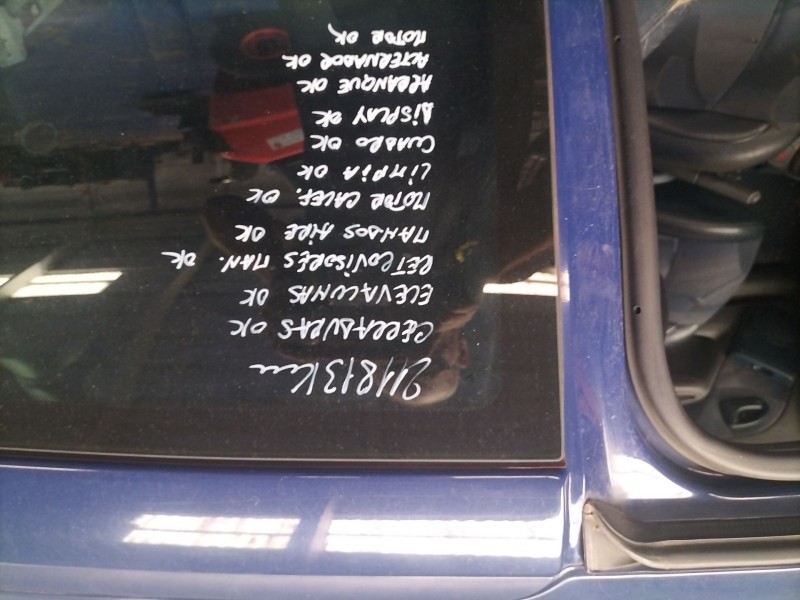 211813 Km
CERRADURAS OK
ELEVALUNAS OK
RETROVISORES MAN. OK
MANDOS AIRE OK
MOTOR CALEF. OK
LIMPIA OK
CUADRO OK
DISPLAY OK
ARRANQUE OK
ALTERNADOR OK
MOTOR OK